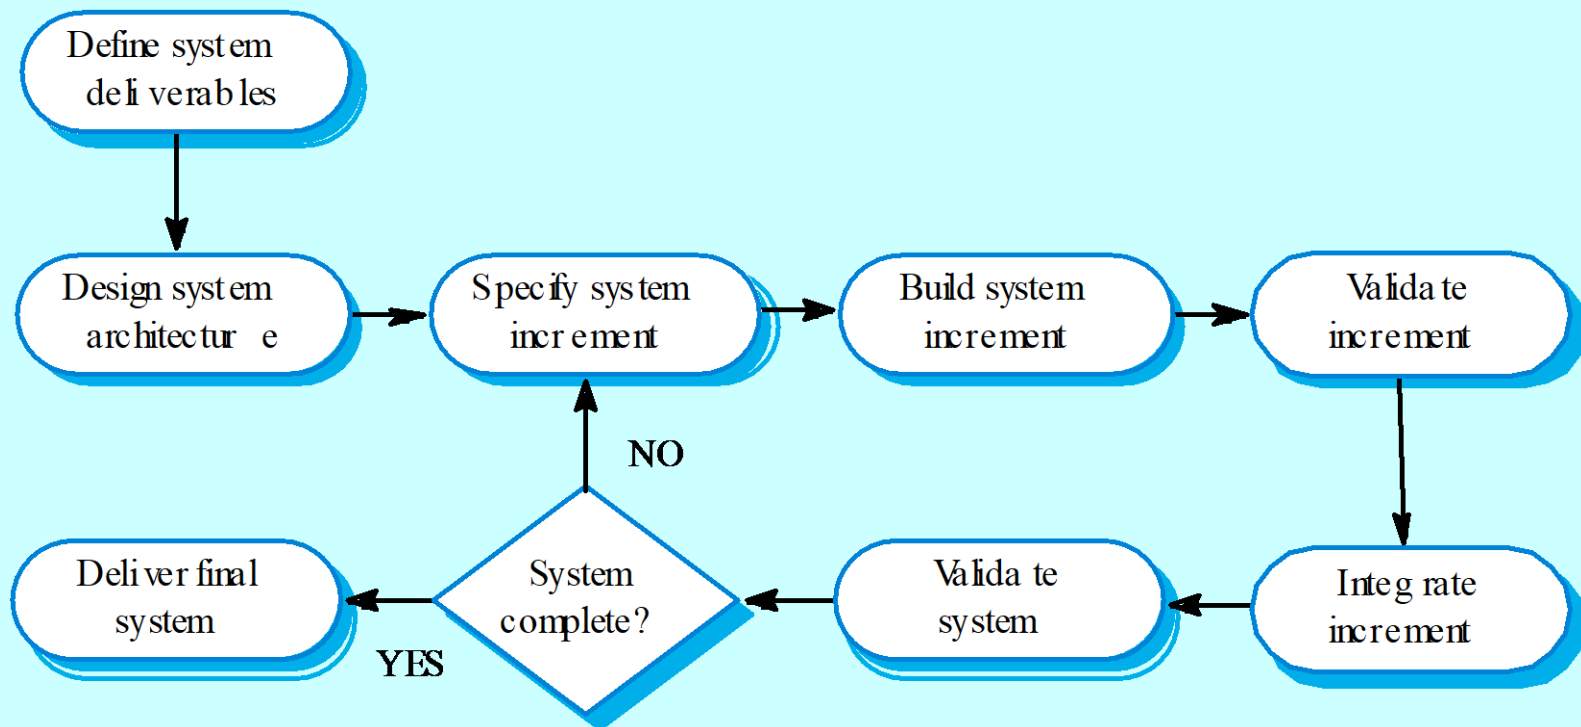 Define system
deliverables
Design system
architecture
Specify system
increment
Build system
increment
Validate
increment
NO
Deliver final
system
YES
System
complete?
Validate
system
Integrate
increment